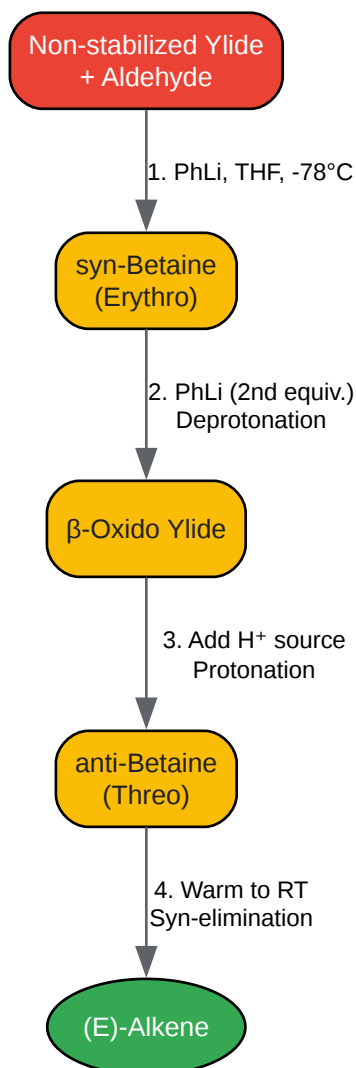 Non-stabilized Ylide
+ Aldehyde
1. PhLi, THF, -78°C
syn-Betaine
(Erythro)
2. PhLi (2nd equiv.)
Deprotonation
β-Oxido Ylide
3. Add H⁺ source
Protonation
anti-Betaine
(Threo)
4. Warm to RT
Syn-elimination
(E)-Alkene